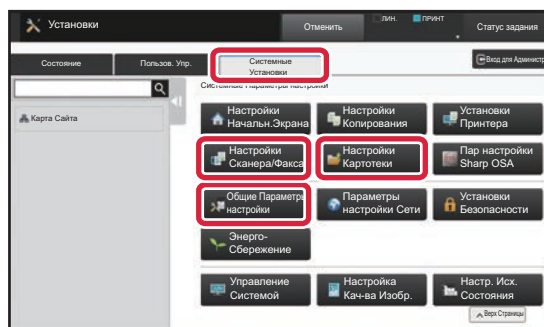 Установки
Отменить
ЛИН.
ПРИНТ
Статус задания
Состояние
Пользов. Упр.
Системные
Установки
Вход для Администр
Системные Параметры Настройки
Карта Сайта
Настройки
Начальн.Экрана
Настройки
Копирования
Установки
Принтера
Настройки
Сканера/Факса
Настройки
Картотеки
Пар настройки
Sharp OSA
Общие Параметры
настройки
Параметры
настройки Сети
Установки
Безопасности
Энерго-
Сбережение
Управление
Системой
Настройка
Кач-ва Изобр.
Настр. Исх.
Состояния
Верх Страницы